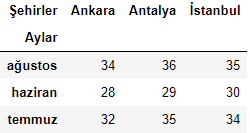 Şehirler Ankara Antalya İstanbul
Aylar
ağustos 34 36 35
haziran 28 29 30
temmuz 32 35 34